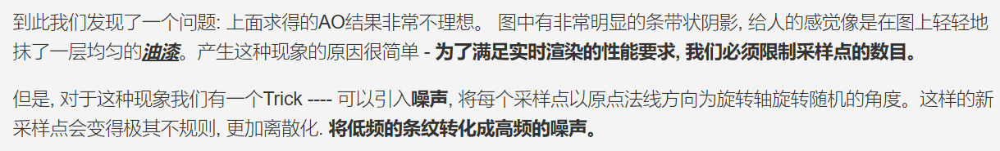 到此我们发现了一个问题: 上面求得的AO结果非常不理想。 图中有非常明显的条带状阴影, 给人的感觉像是在图上轻轻地
抹了一层均匀的油漆。产生这种现象的原因很简单 - 为了满足实时渲染的性能要求, 我们必须限制采样点的数目。
但是, 对于这种现象我们有一个Trick ---- 可以引入噪声, 将每个采样点以原点法线方向为旋转轴旋转随机的角度。这样的新
采样点会变得极其不规则, 更加离散化. 将低频的条纹转化成高频的噪声。